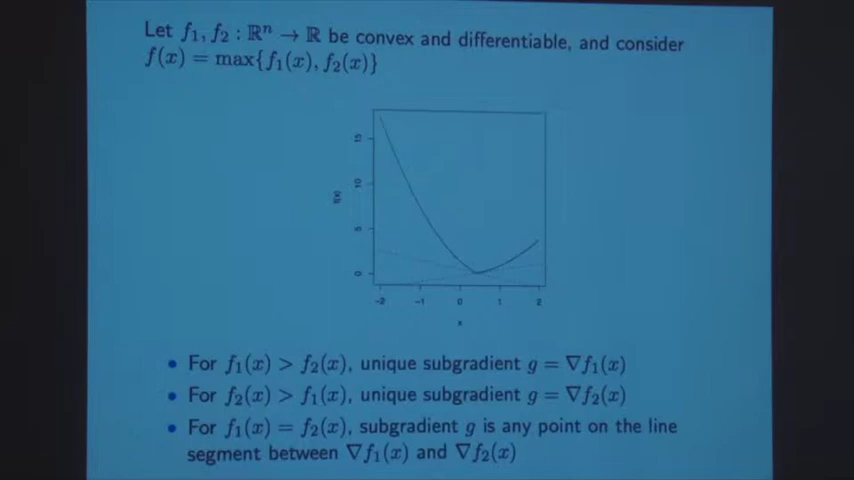 Let f₁, f₂ : ℝⁿ → ℝ be convex and differentiable, and consider
f(x) = max{f₁(x), f₂(x)}
15
10
5
0
f(x)
-2 -1 0 1 2
x
• For f₁(x) > f₂(x), unique subgradient g = ∇f₁(x)
• For f₂(x) > f₁(x), unique subgradient g = ∇f₂(x)
• For f₁(x) = f₂(x), subgradient g is any point on the line
segment between ∇f₁(x) and ∇f₂(x)